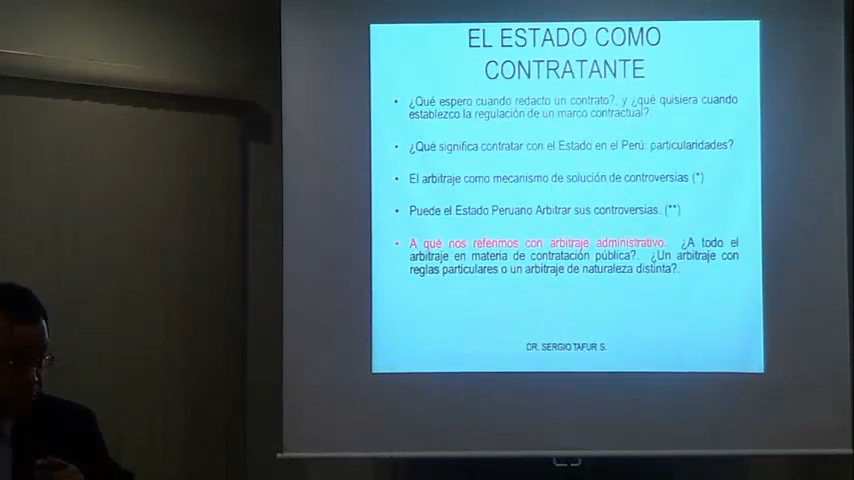 EL ESTADO COMO
CONTRATANTE
• ¿Qué espero cuando redacto un contrato?. y ¿qué quisiera cuando
establezco la regulación de un marco contractual?.
• ¿Qué significa contratar con el Estado en el Perú: particularidades?
• El arbitraje como mecanismo de solución de controversias (*)
• Puede el Estado Peruano Arbitrar sus controversias. (**)
• A qué nos referimos con arbitraje administrativo. ¿A todo el
arbitraje en materia de contratación pública?. ¿Un arbitraje con
reglas particulares o un arbitraje de naturaleza distinta?.
DR. SERGIO TAFUR S.